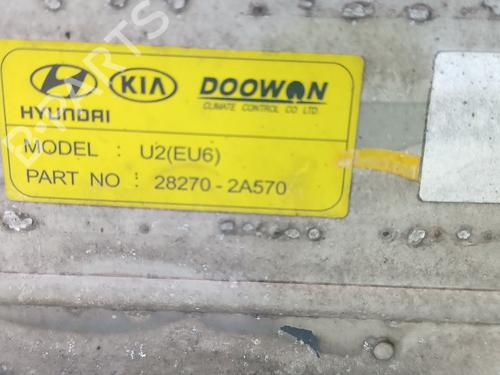 HYUNDAI
KIA
DOOWON
CLIMATE CONTROL CO LTD.
MODEL : U2(EU6)
PART NO : 28270 - 2A570
B-PARTS